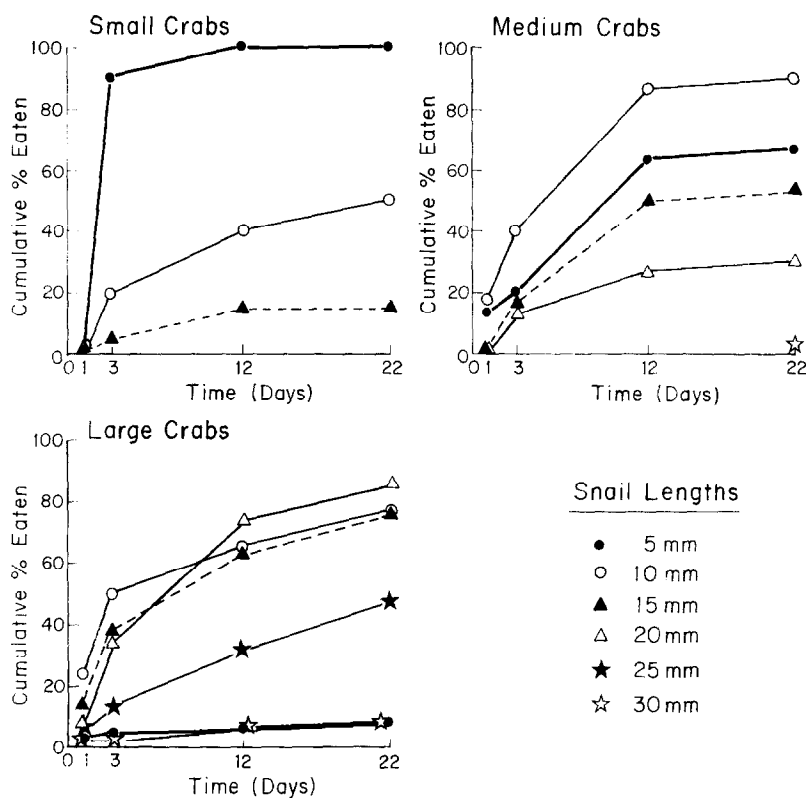 Small Crabs
100
80
60
40
20
0
Cumulative % Eaten
0 1 3 12 22
Time (Days)
Medium Crabs
100
80
60
40
20
0
Cumulative % Eaten
0 1 3 12 22
Time (Days)
Large Crabs
100
80
60
40
20
0
Cumulative % Eaten
0 1 3 12 22
Time (Days)
Snail Lengths
5 mm
10 mm
15 mm
20 mm
25 mm
30 mm